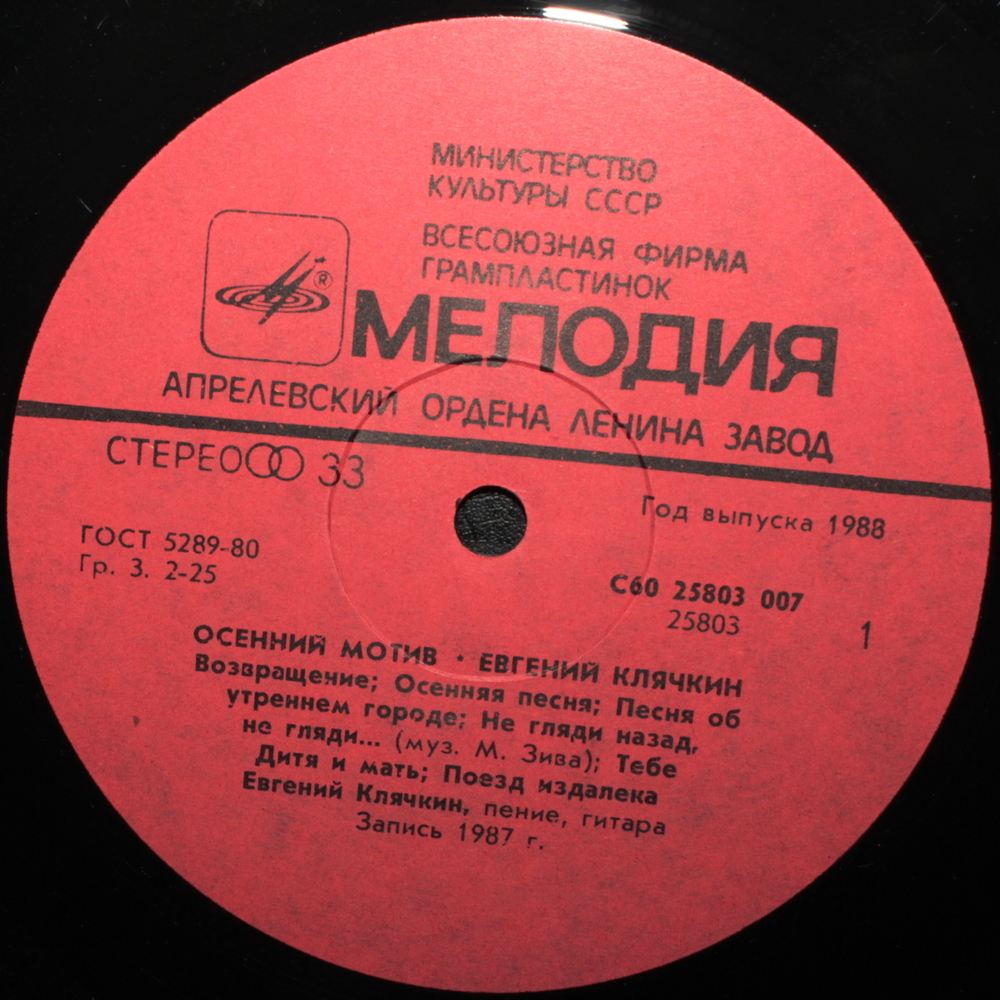 МИНИСТЕРСТВО
КУЛЬТУРЫ СССР
ВСЕСОЮЗНАЯ ФИРМА
ГРАМПЛАСТИНОК
®
МЕЛОДИЯ
АПРЕЛЕВСКИЙ ОРДЕНА ЛЕНИНА ЗАВОД
СТЕРЕО 33
Год выпуска 1988
ГОСТ 5289-80
Гр. 3. 2-25
С60 25803 007
25803
1
ОСЕННИЙ МОТИВ · ЕВГЕНИЙ КЛЯЧКИН
Возвращение; Осенняя песня; Песня об
утреннем городе; Не гляди назад,
не гляди... (муз. М. Зива); Тебе
Дитя и мать; Поезд издалека
Евгений Клячкин, пение, гитара
Запись 1987 г.